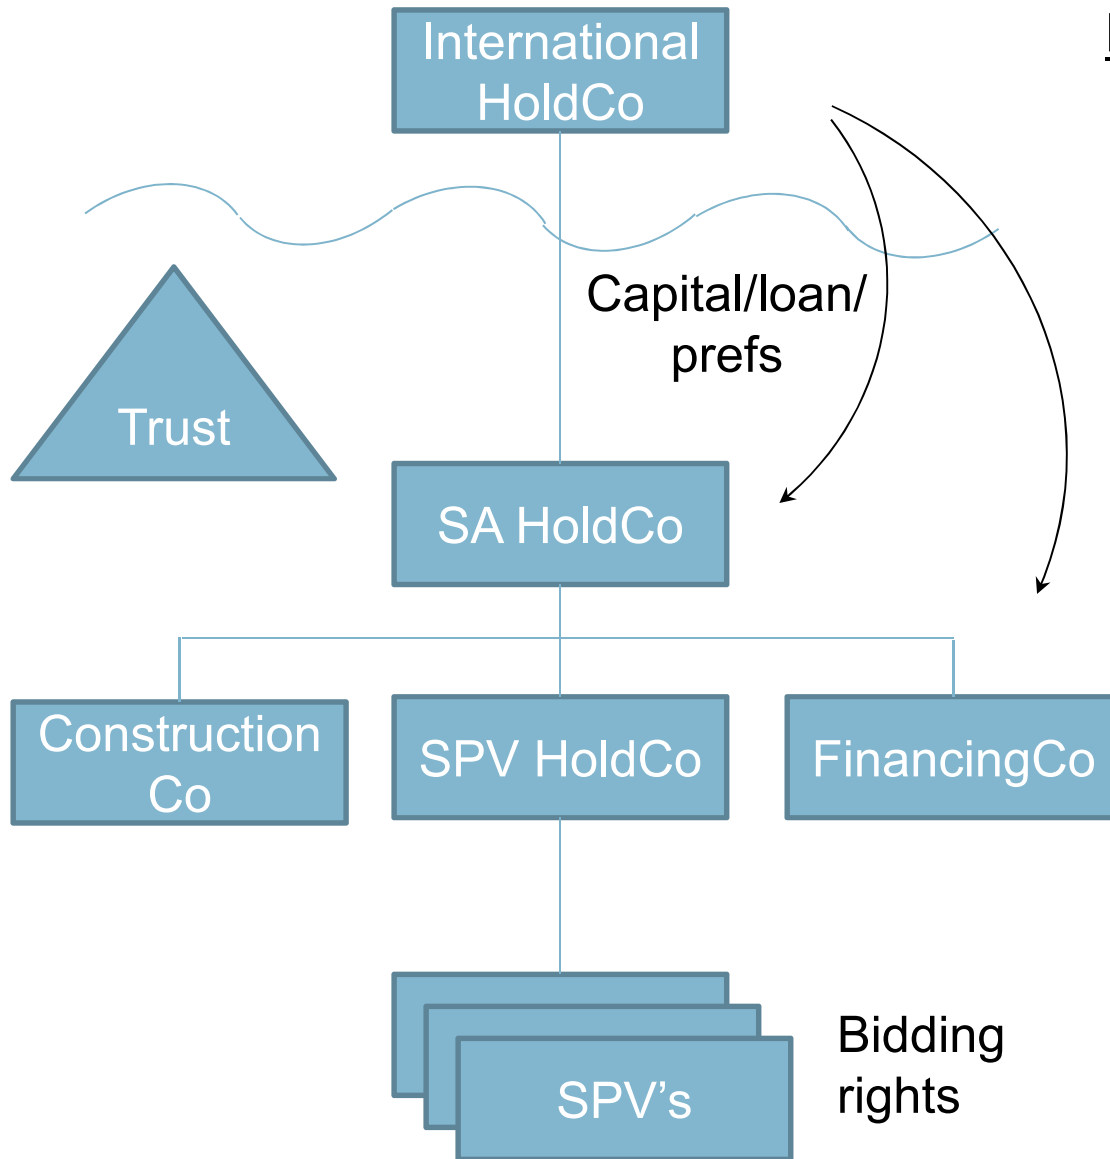 International
HoldCo
Capital/loan/
prefs
Trust
SA HoldCo
Construction
Co
SPV HoldCo
FinancingCo
SPV's
Bidding
rights